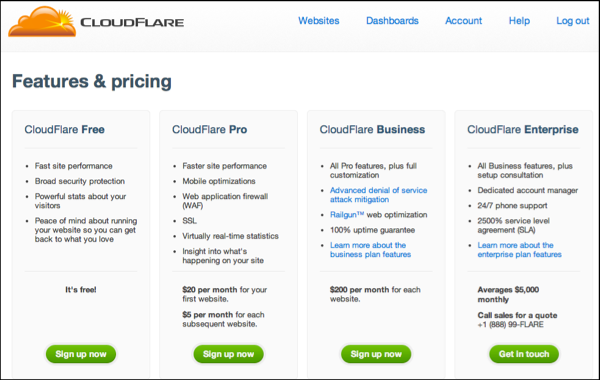 CLOUDFLARE
Websites
Dashboards
Account
Help
Log out
Features & pricing
CloudFlare Free
Fast site performance
Broad security protection
Powerful stats about your
visitors
Peace of mind about running
your website so you can get
back to what you love
It's free!
Sign up now
CloudFlare Pro
Faster site performance
Mobile optimizations
Web application firewall
(WAF)
SSL
Virtually real-time statistics
Insight into what's
happening on your site
$20 per month for your
first website.
$5 per month for each
subsequent website.
Sign up now
CloudFlare Business
All Pro features, plus full
customization
Advanced denial of service
attack mitigation
Railgun™ web optimization
100% uptime guarantee
Learn more about the
business plan features
$200 per month for each
website.
Sign up now
CloudFlare Enterprise
All Business features, plus
setup consultation
Dedicated account manager
24/7 phone support
2500% service level
agreement (SLA)
Learn more about the
enterprise plan features
Averages $5,000
monthly
Call sales for a quote
+1 (888) 99-FLARE
Get in touch